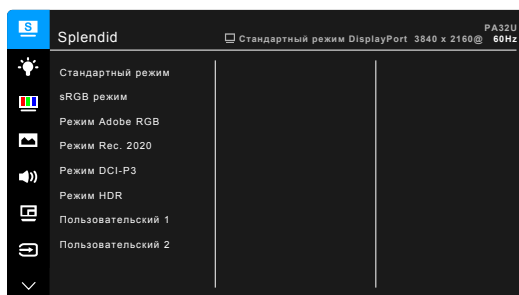 S
PA32U
Splendid
Стандартный режим DisplayPort 3840 x 2160@ 60Hz
Стандартный режим
sRGB режим
Режим Adobe RGB
Режим Rec. 2020
Режим DCI-P3
Режим HDR
Пользовательский 1
Пользовательский 2